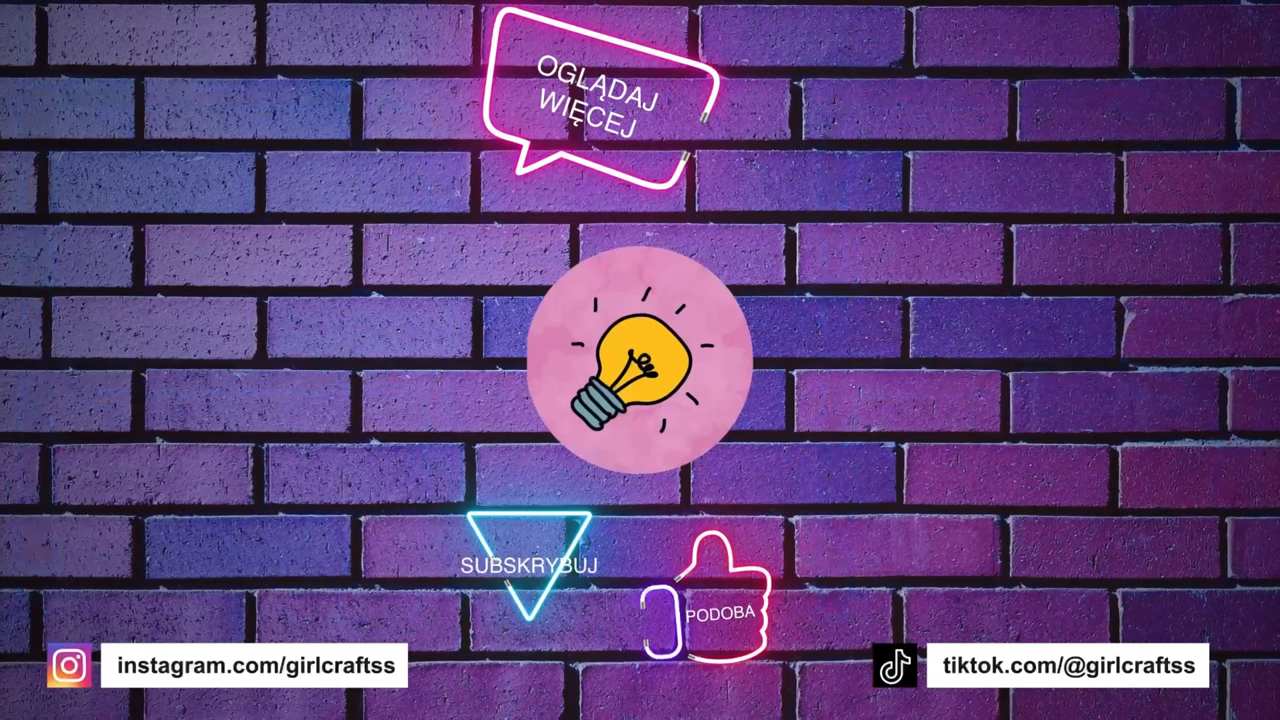 OGLĄDAJ
WIĘCEJ
SUBSKRYBUJ
PODOBA
instagram.com/girlcraftss
tiktok.com/@girlcraftss